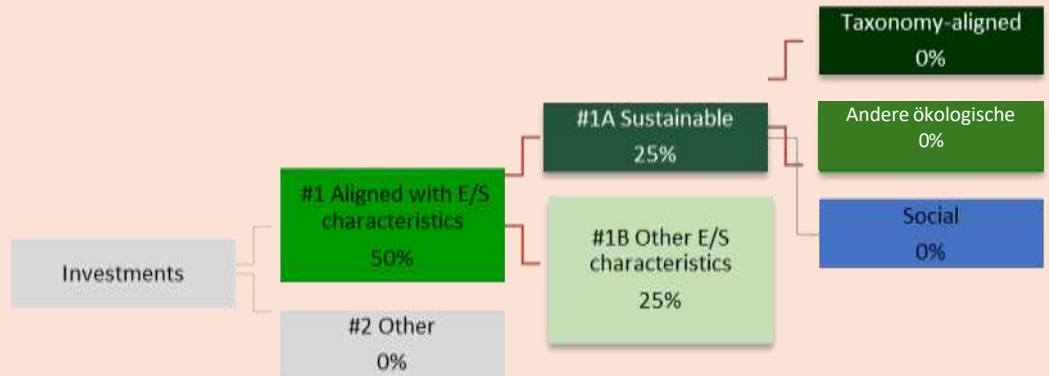 Investments
#1 Aligned with E/S
characteristics
50%
#2 Other
0%
#1A Sustainable
25%
#1B Other E/S
characteristics
25%
Taxonomy-aligned
0%
Andere ökologische
0%
Social
0%